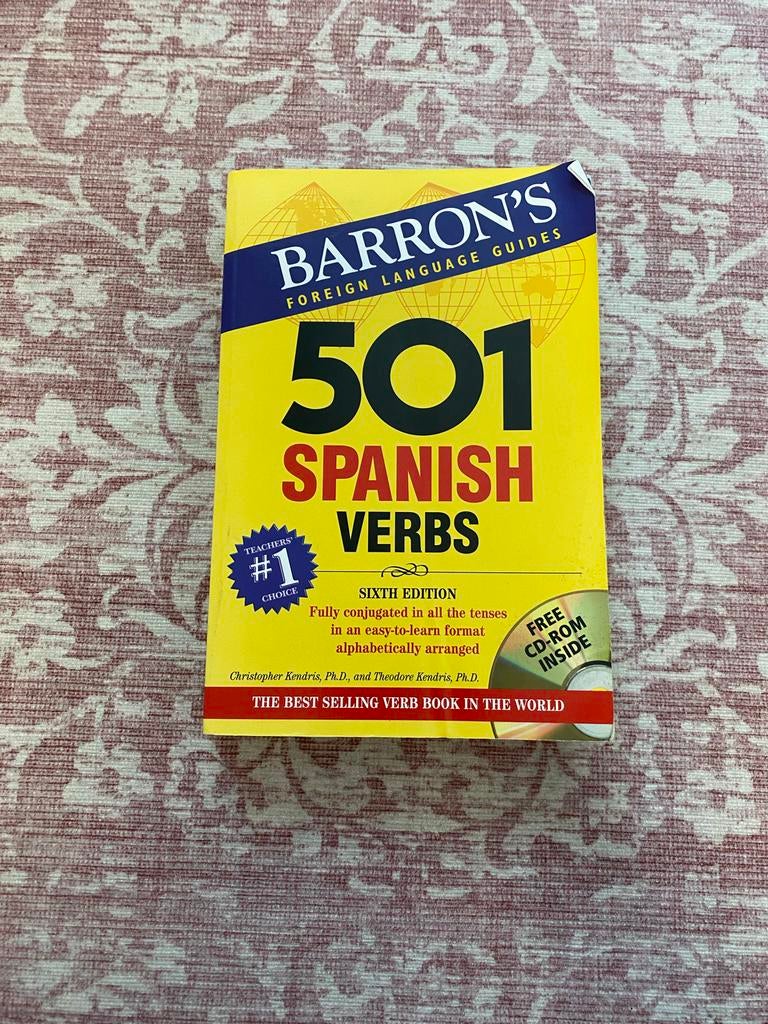 BARRON'S
FOREIGN LANGUAGE GUIDES
501
SPANISH
VERBS
TEACHERS'
#1
CHOICE
SIXTH EDITION
Fully conjugated in all the tenses
in an easy-to-learn format
alphabetically arranged
FREE
CD-ROM
INSIDE
Christopher Kendris, Ph.D., and Theodore Kendris, Ph.D.
THE BEST SELLING VERB BOOK IN THE WORLD